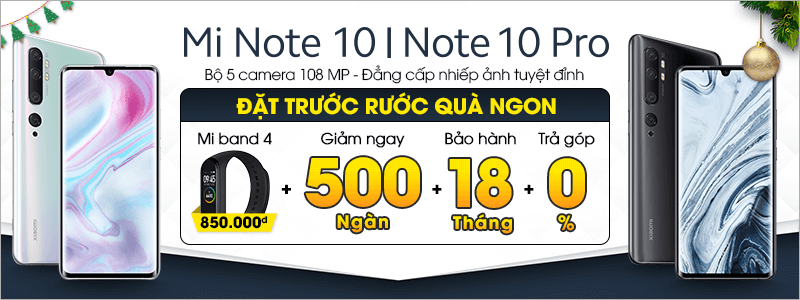 Mi Note 10 | Note 10 Pro
Bộ 5 camera 108 MP - Đẳng cấp nhiếp ảnh tuyệt đỉnh
ĐẶT TRƯỚC RƯỚC QUÀ NGON
Mi band 4
850.000đ
+
Giảm ngay
500
Ngàn
+
Bảo hành
18
Tháng
+
Trả góp
0
%
XIAOMI
XIAOMI